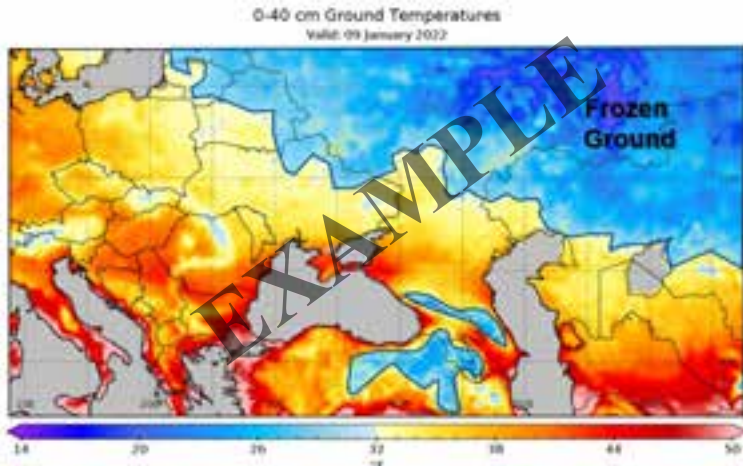 0-40 cm Ground Temperatures
Valid: 09 January 2022
Frozen
Ground
EXAMPLE
14 20 26 32 38 44 50
°F